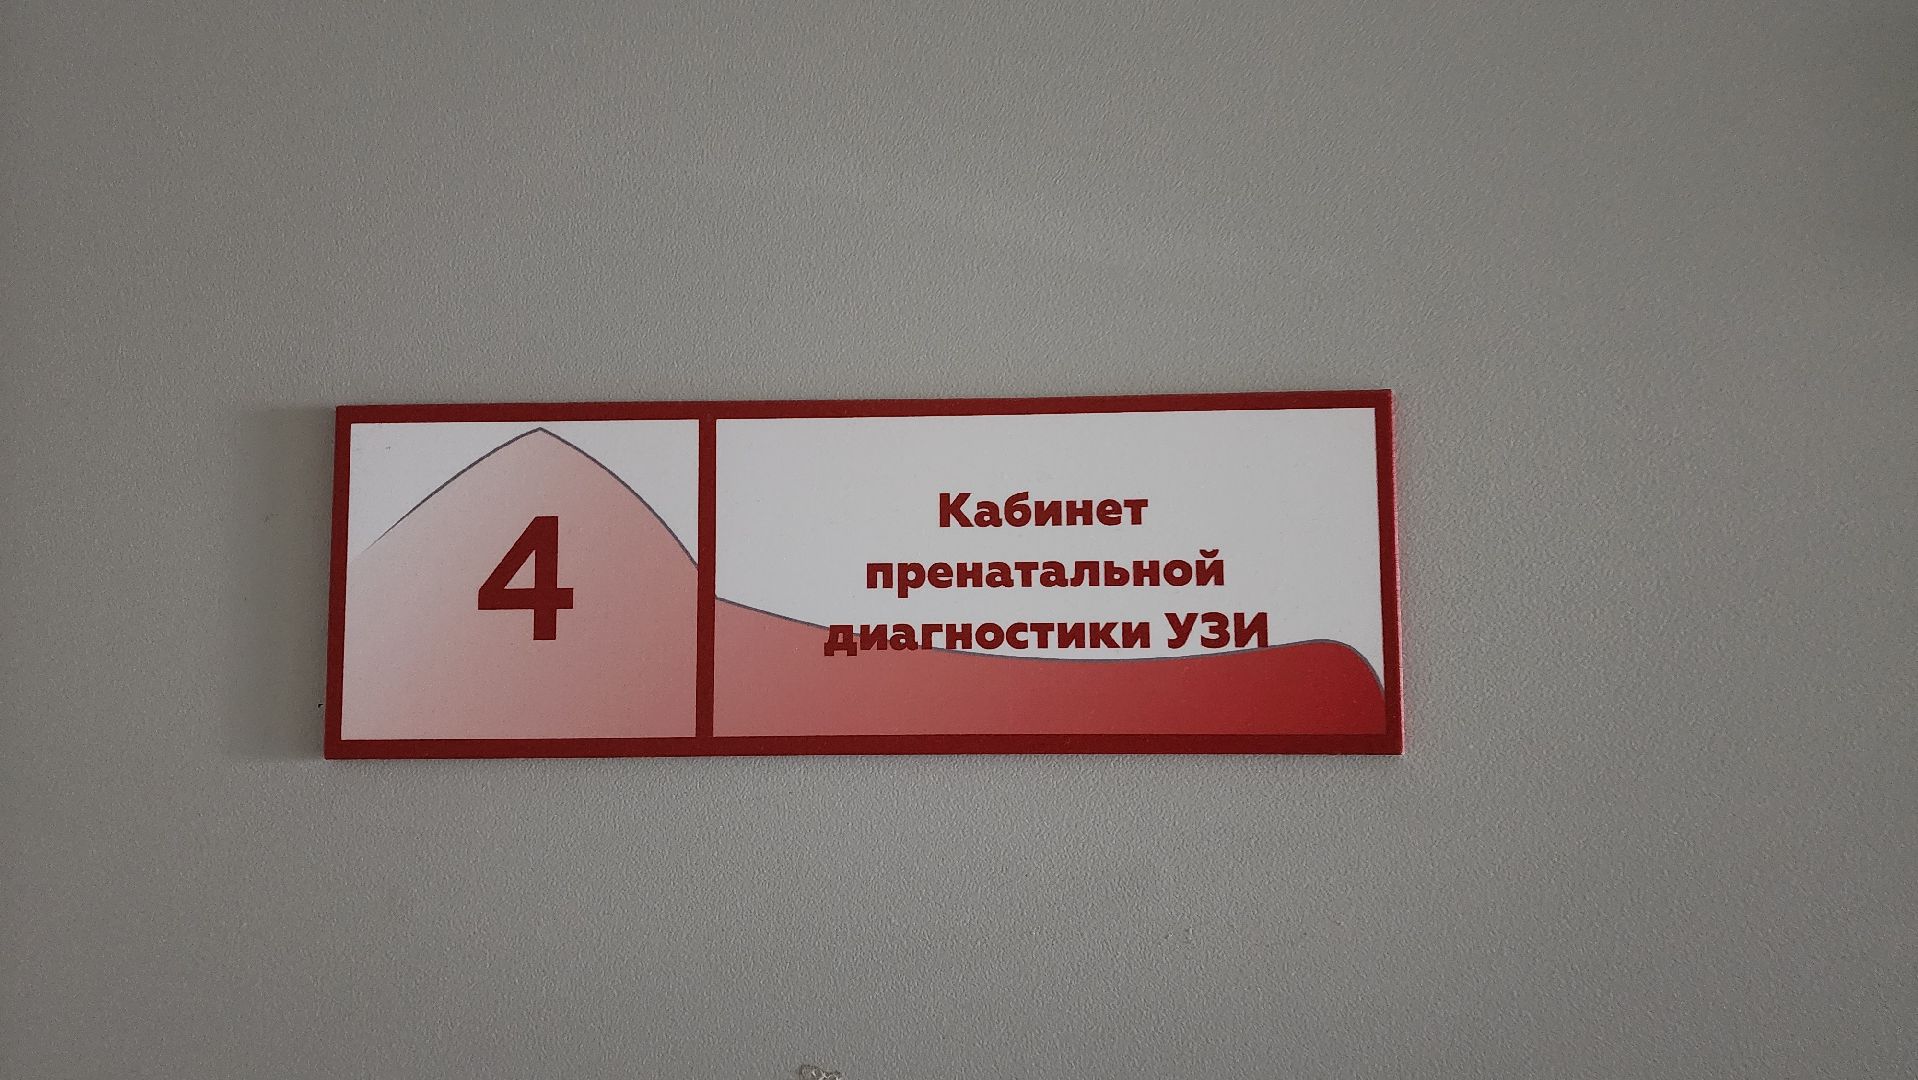 4
Кабинет
пренатальной
диагностики УЗИ